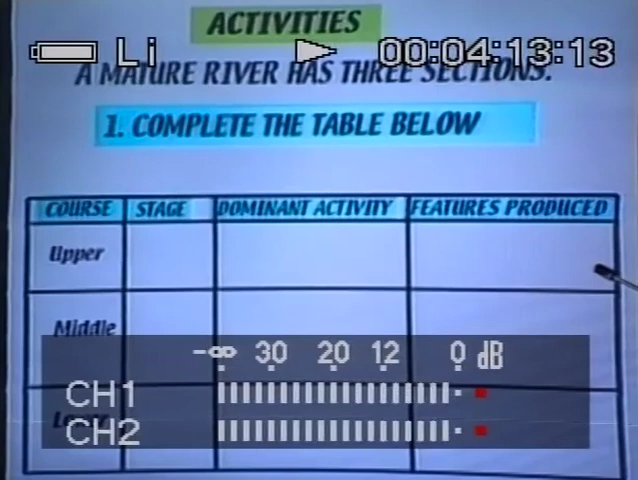 ACTIVITIES
Li 00:04:13:13
A MATURE RIVER HAS THREE SECTIONS.
1. COMPLETE THE TABLE BELOW
COURSE STAGE DOMINANT ACTIVITY FEATURES PRODUCED
Upper
Middle
-∞ 30 20 12 0 dB
CH1
CH2